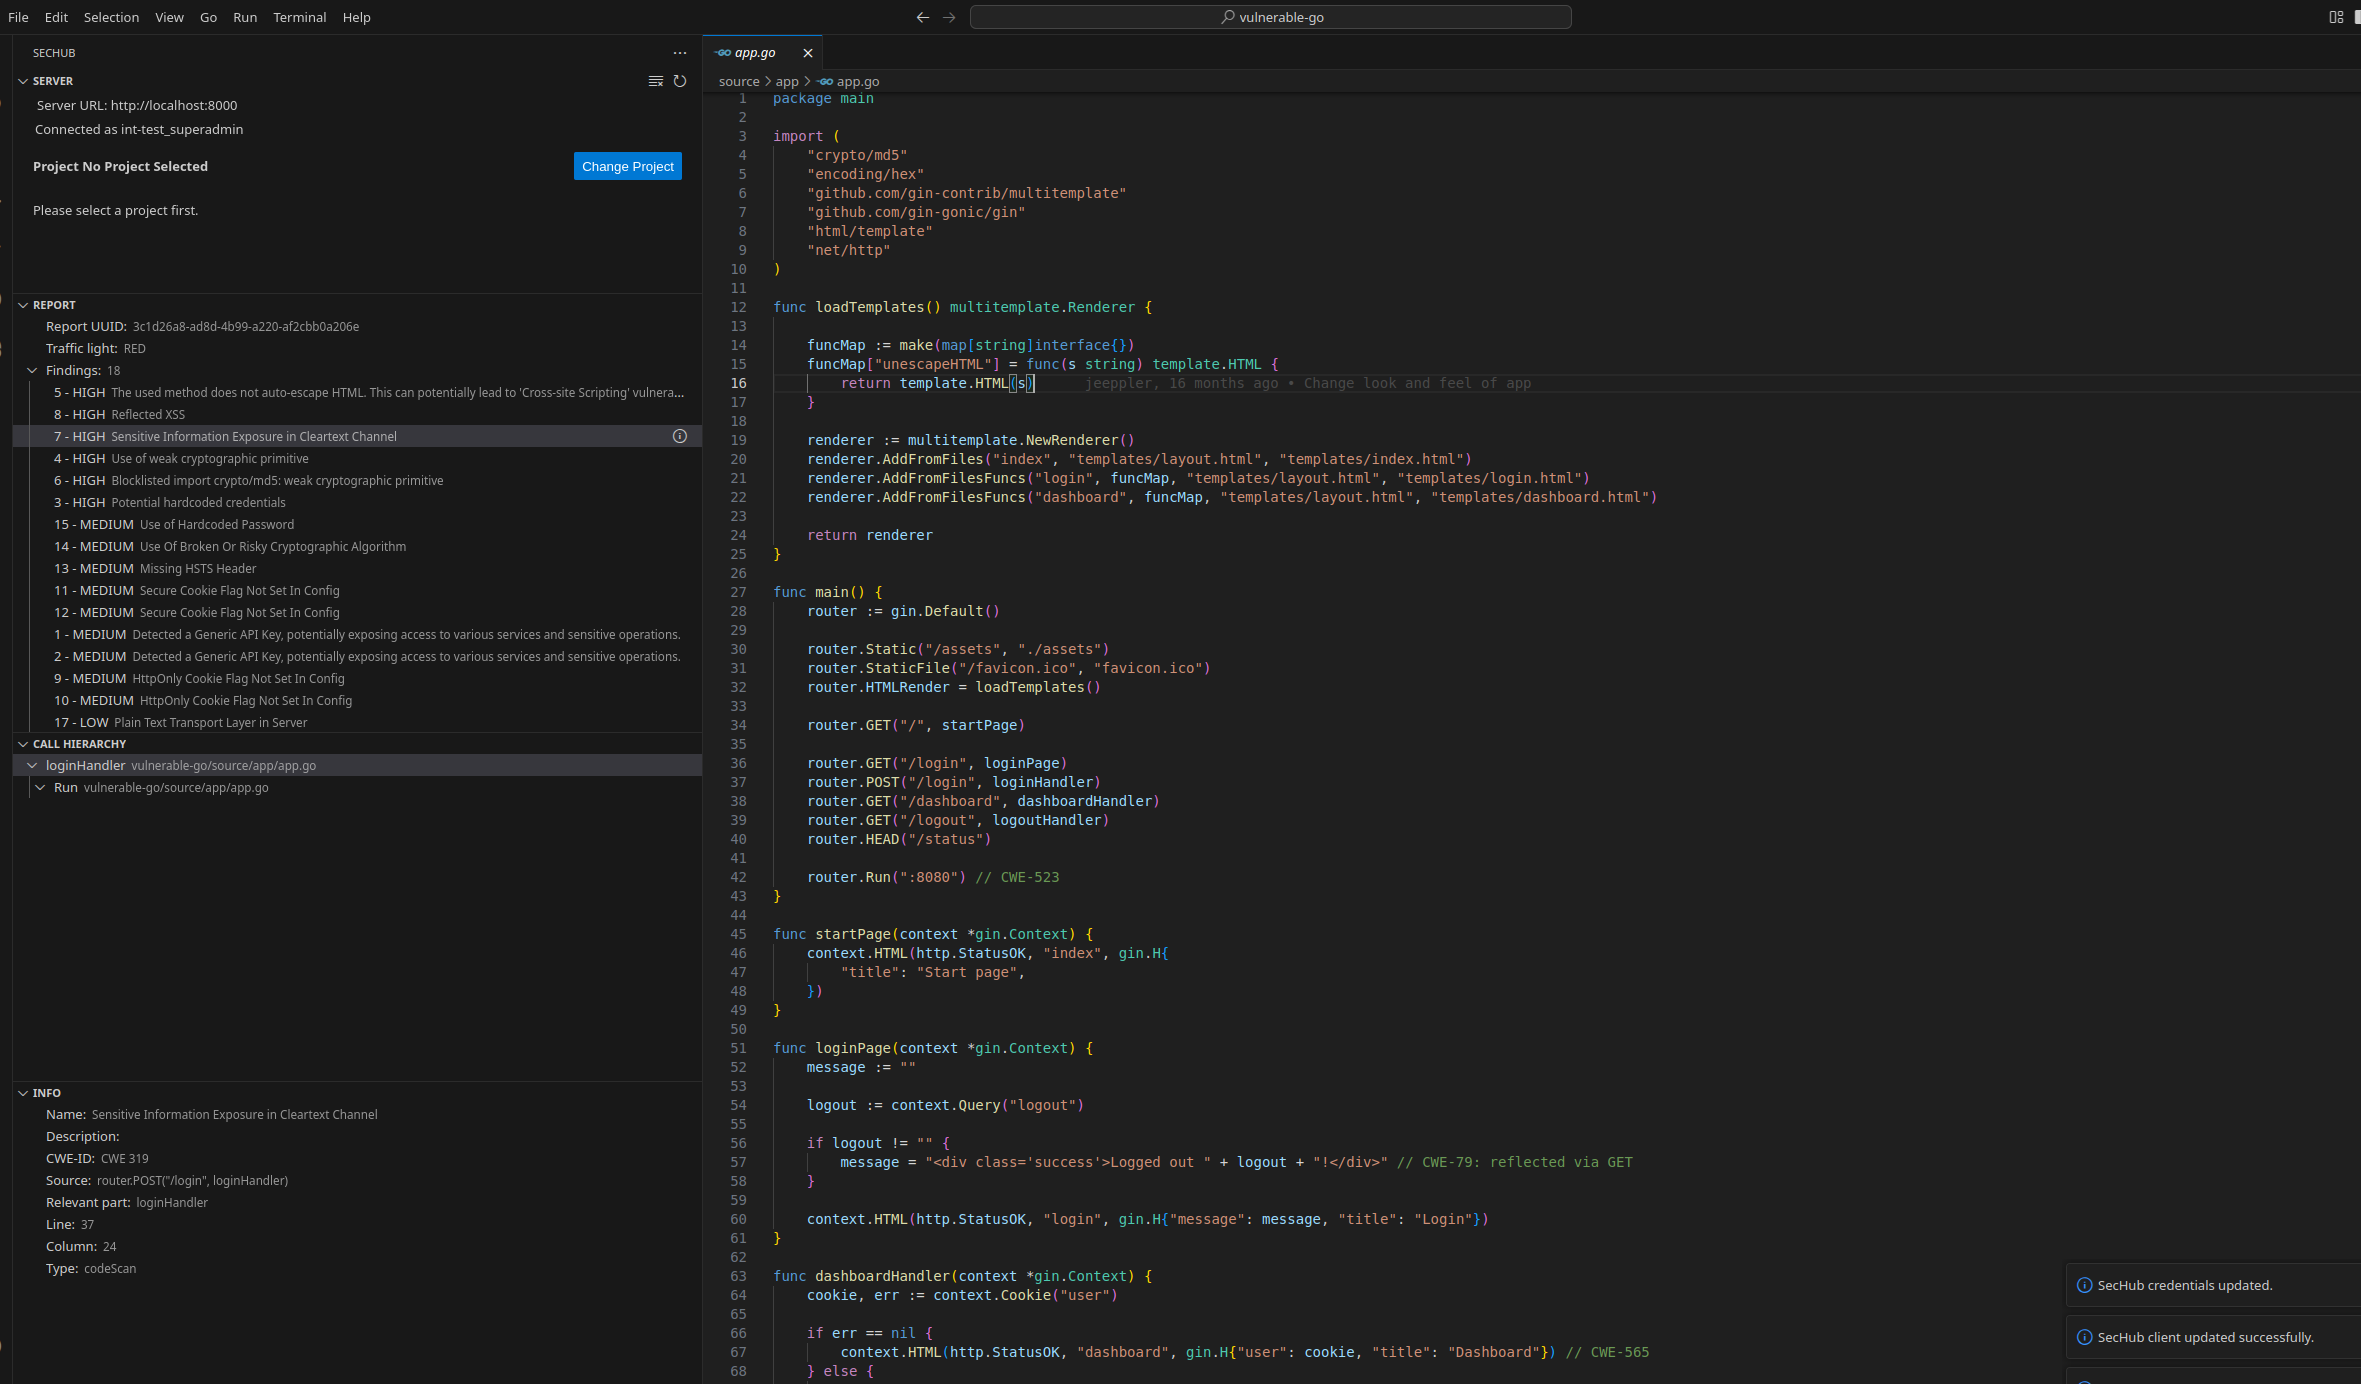 File Edit Selection View Go Run Terminal Help
vulnerable-go
SECHUB
SERVER
Server URL: http://localhost:8000
Connected as int-test_superadmin
Project No Project Selected
Change Project
Please select a project first.
REPORT
Report UUID: 3c1d26a8-ad8d-4b99-a220-af2cbb0a206e
Traffic light: RED
Findings: 18
5 - HIGH The used method does not auto-escape HTML. This can potentially lead to 'Cross-site Scripting' vulnera...
8 - HIGH Reflected XSS
7 - HIGH Sensitive Information Exposure in Cleartext Channel
4 - HIGH Use of weak cryptographic primitive
6 - HIGH Blocklisted import crypto/md5: weak cryptographic primitive
3 - HIGH Potential hardcoded credentials
15 - MEDIUM Use of Hardcoded Password
14 - MEDIUM Use Of Broken Or Risky Cryptographic Algorithm
13 - MEDIUM Missing HSTS Header
11 - MEDIUM Secure Cookie Flag Not Set In Config
12 - MEDIUM Secure Cookie Flag Not Set In Config
1 - MEDIUM Detected a Generic API Key, potentially exposing access to various services and sensitive operations.
2 - MEDIUM Detected a Generic API Key, potentially exposing access to various services and sensitive operations.
9 - MEDIUM HttpOnly Cookie Flag Not Set In Config
10 - MEDIUM HttpOnly Cookie Flag Not Set In Config
17 - LOW Plain Text Transport Layer in Server
CALL HIERARCHY
loginHandler vulnerable-go/source/app/app.go
Run vulnerable-go/source/app/app.go
INFO
Name: Sensitive Information Exposure in Cleartext Channel
Description:
CWE-ID: CWE 319
Source: router.POST("/login", loginHandler)
Relevant part: loginHandler
Line: 37
Column: 24
Type: codeScan
GO app.go
source > app > GO app.go
1 package main
2
3 import (
4 "crypto/md5"
5 "encoding/hex"
6 "github.com/gin-contrib/multitemplate"
7 "github.com/gin-gonic/gin"
8 "html/template"
9 "net/http"
10 )
11
12 func loadTemplates() multitemplate.Renderer {
13
14 funcMap := make(map[string]interface{})
15 funcMap["unescapeHTML"] = func(s string) template.HTML {
16 return template.HTML(s) jeeppler, 16 months ago • Change look and feel of app
17 }
18
19 renderer := multitemplate.NewRenderer()
20 renderer.AddFromFiles("index", "templates/layout.html", "templates/index.html")
21 renderer.AddFromFilesFuncs("login", funcMap, "templates/layout.html", "templates/login.html")
22 renderer.AddFromFilesFuncs("dashboard", funcMap, "templates/layout.html", "templates/dashboard.html")
23
24 return renderer
25 }
26
27 func main() {
28 router := gin.Default()
29
30 router.Static("/assets", "./assets")
31 router.StaticFile("/favicon.ico", "favicon.ico")
32 router.HTMLRender = loadTemplates()
33
34 router.GET("/", startPage)
35
36 router.GET("/login", loginPage)
37 router.POST("/login", loginHandler)
38 router.GET("/dashboard", dashboardHandler)
39 router.GET("/logout", logoutHandler)
40 router.HEAD("/status")
41
42 router.Run(":8080") // CWE-523
43 }
44
45 func startPage(context *gin.Context) {
46 context.HTML(http.StatusOK, "index", gin.H{
47 "title": "Start page",
48 })
49 }
50
51 func loginPage(context *gin.Context) {
52 message := ""
53
54 logout := context.Query("logout")
55
56 if logout != "" {
57 message = "<div class='success'>Logged out " + logout + "!</div>" // CWE-79: reflected via GET
58 }
59
60 context.HTML(http.StatusOK, "login", gin.H{"message": message, "title": "Login"})
61 }
62
63 func dashboardHandler(context *gin.Context) {
64 cookie, err := context.Cookie("user")
65
66 if err == nil {
67 context.HTML(http.StatusOK, "dashboard", gin.H{"user": cookie, "title": "Dashboard"}) // CWE-565
68 } else {
SecHub credentials updated.
SecHub client updated successfully.